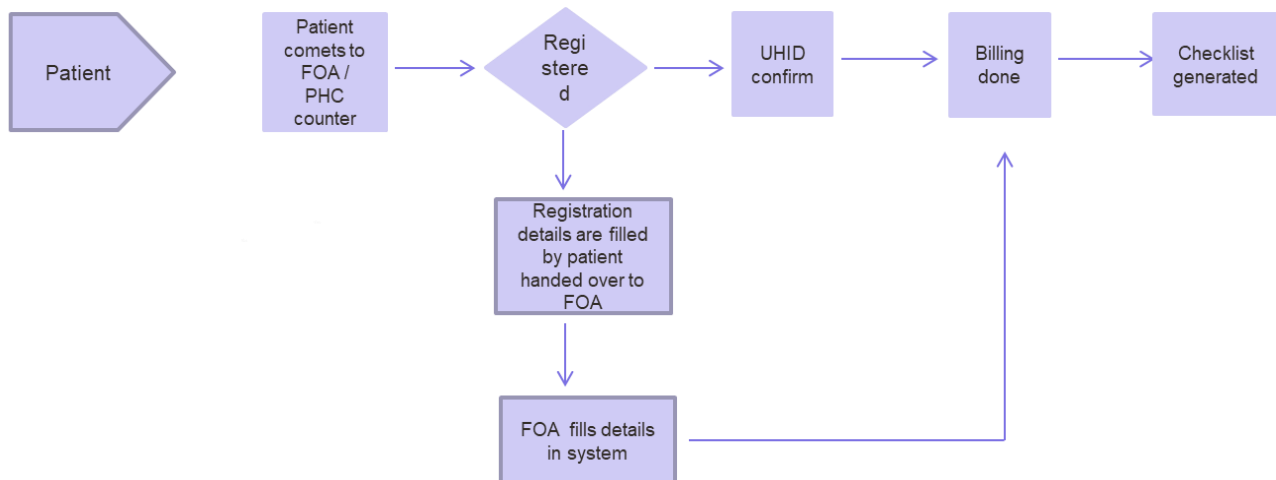 Patient
Patient
comets to
FOA /
PHC
counter
Regi
stere
d
UHID
confirm
Billing
done
Checklist
generated
Registration
details are filled
by patient
handed over to
FOA
FOA fills details
in system